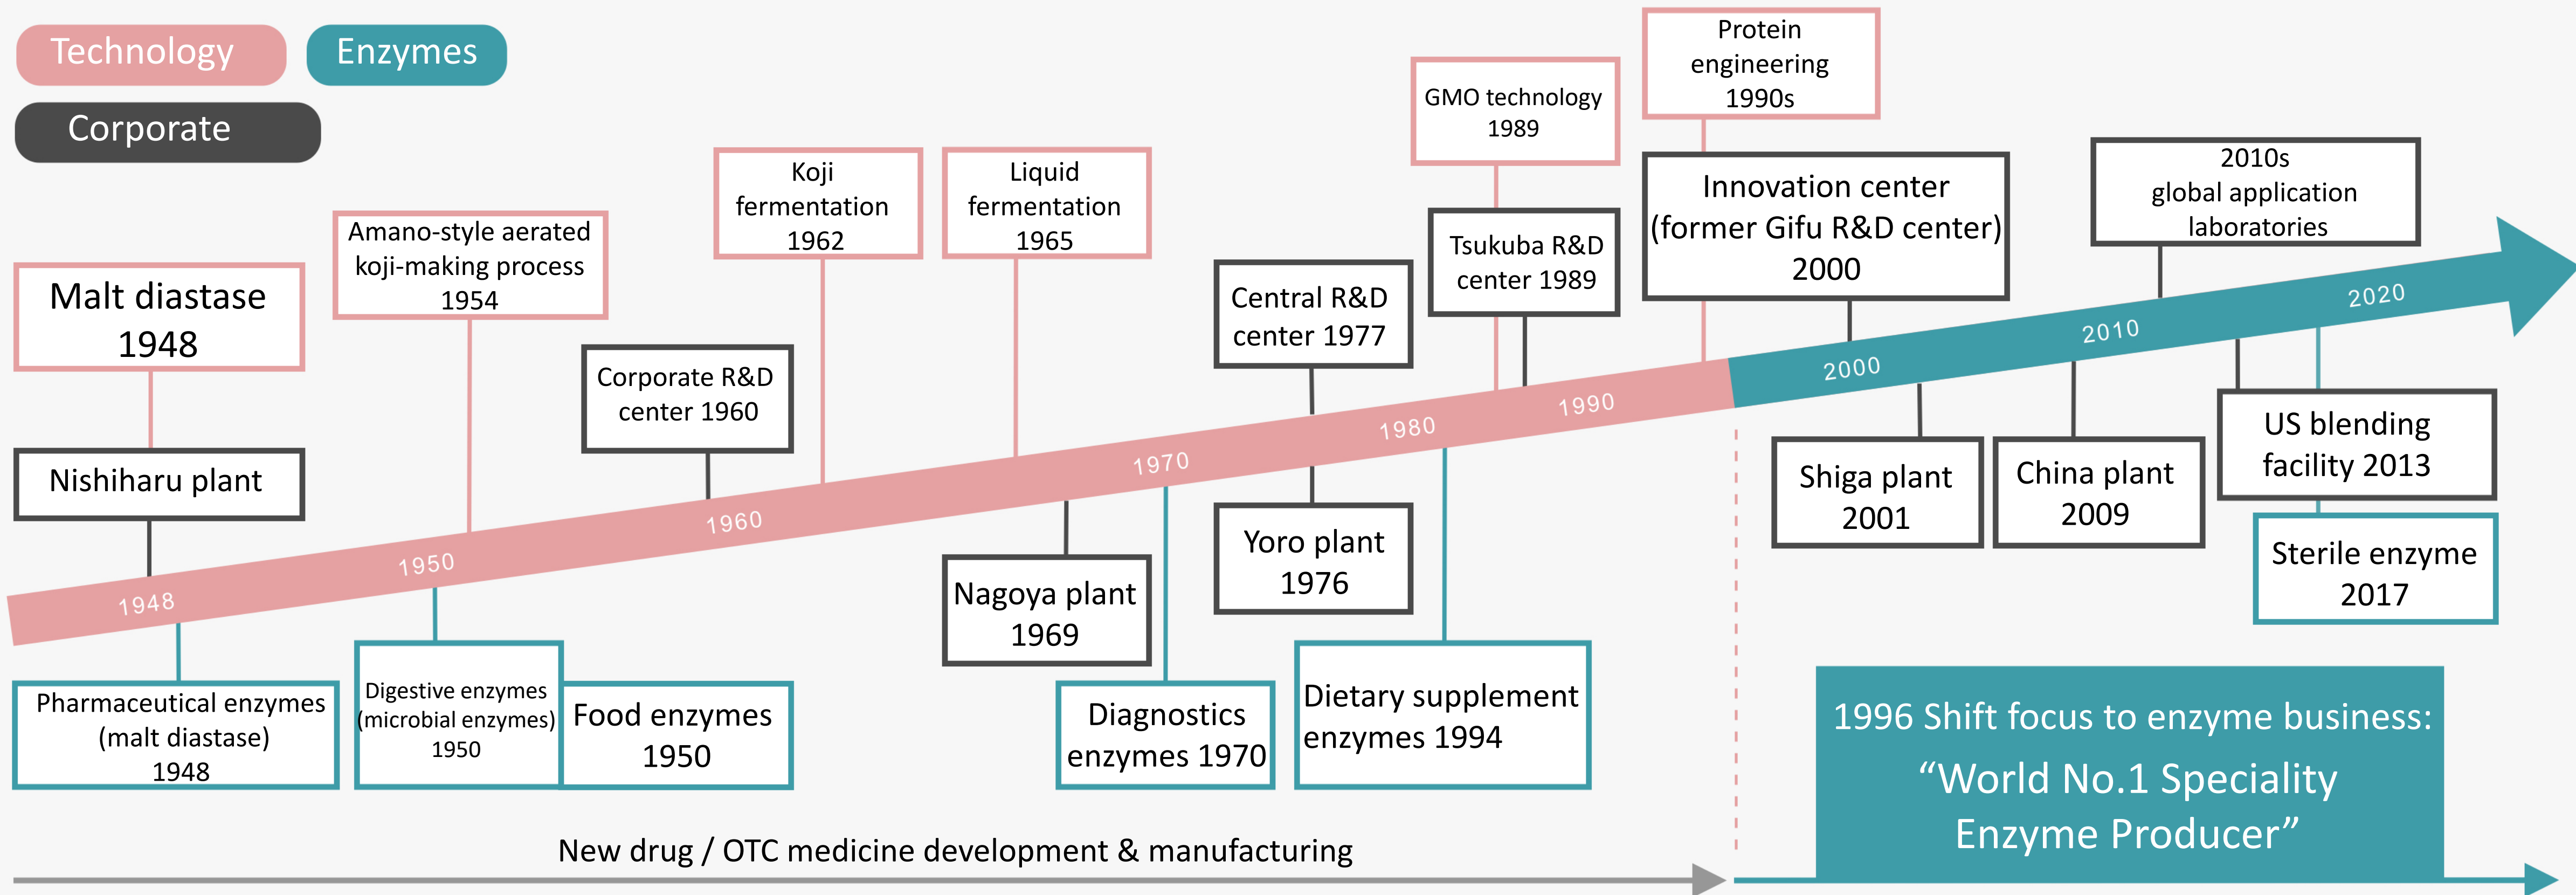 Technology
Enzymes
Corporate
Malt diastase
1948
Nishiharu plant
Amano-style aerated
koji-making process
1954
Corporate R&D
center 1960
Koji
fermentation
1962
Liquid
fermentation
1965
Central R&D
center 1977
GMO technology
1989
Tsukuba R&D
center 1989
Protein
engineering
1990s
Innovation center
(former Gifu R&D center)
2000
2010s
global application
laboratories
1948
1950
1960
1970
1980
1990
2000
2010
2020
Pharmaceutical enzymes
(malt diastase)
1948
Digestive enzymes
(microbial enzymes)
1950
Food enzymes
1950
Nagoya plant
1969
Diagnostics
enzymes 1970
Yoro plant
1976
Dietary supplement
enzymes 1994
Shiga plant
2001
China plant
2009
US blending
facility 2013
Sterile enzyme
2017
1996 Shift focus to enzyme business:
“World No.1 Speciality
Enzyme Producer”
New drug / OTC medicine development & manufacturing